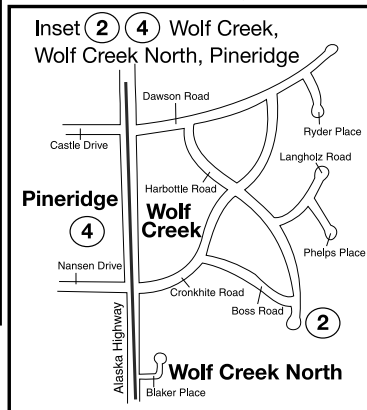 Inset 2 4 Wolf Creek,
Wolf Creek North, Pineridge
Dawson Road
Castle Drive
Ryder Place
Langholz Road
Harbottle Road
Pineridge
4
Wolf
Creek
Phelps Place
Nansen Drive
Cronkhite Road
Boss Road
2
Alaska Highway
Wolf Creek North
Blaker Place